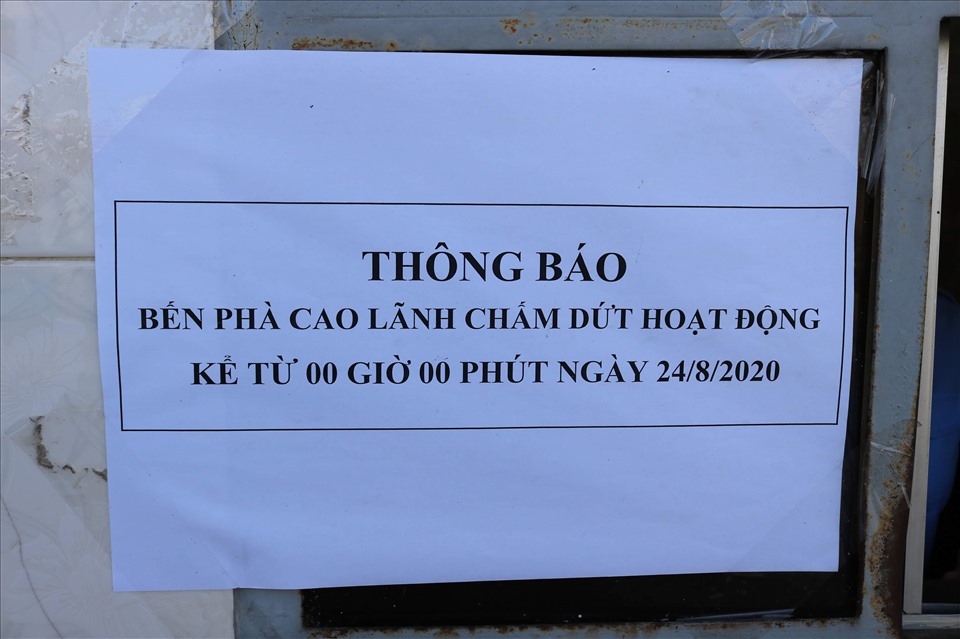 THÔNG BÁO
BẾN PHÀ CAO LÃNH CHẤM DỨT HOẠT ĐỘNG
KỂ TỪ 00 GIỜ 00 PHÚT NGÀY 24/8/2020